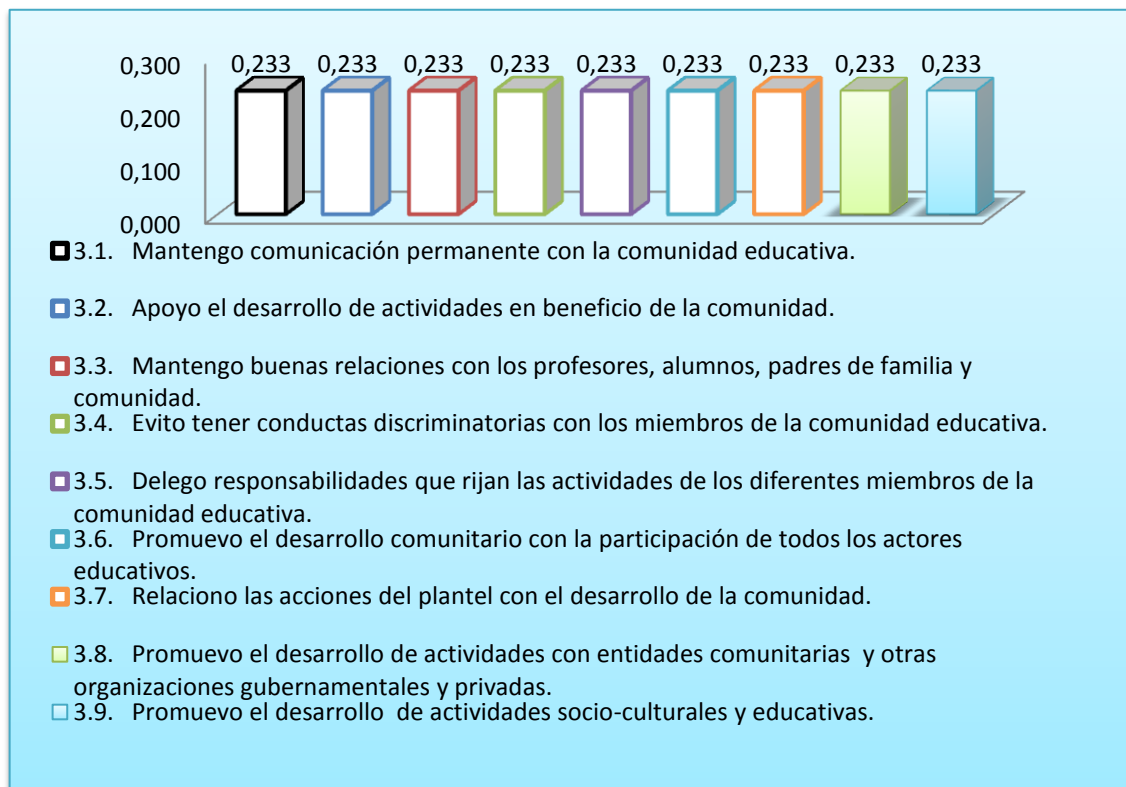 0,233 0,233 0,233 0,233 0,233 0,233 0,233 0,233 0,233
0,300
0,200
0,100
0,000
3.1. Mantengo comunicación permanente con la comunidad educativa.
3.2. Apoyo el desarrollo de actividades en beneficio de la comunidad.
3.3. Mantengo buenas relaciones con los profesores, alumnos, padres de familia y
comunidad.
3.4. Evito tener conductas discriminatorias con los miembros de la comunidad educativa.
3.5. Delego responsabilidades que rijan las actividades de los diferentes miembros de la
comunidad educativa.
3.6. Promuevo el desarrollo comunitario con la participación de todos los actores
educativos.
3.7. Relaciono las acciones del plantel con el desarrollo de la comunidad.
3.8. Promuevo el desarrollo de actividades con entidades comunitarias y otras
organizaciones gubernamentales y privadas.
3.9. Promuevo el desarrollo de actividades socio-culturales y educativas.